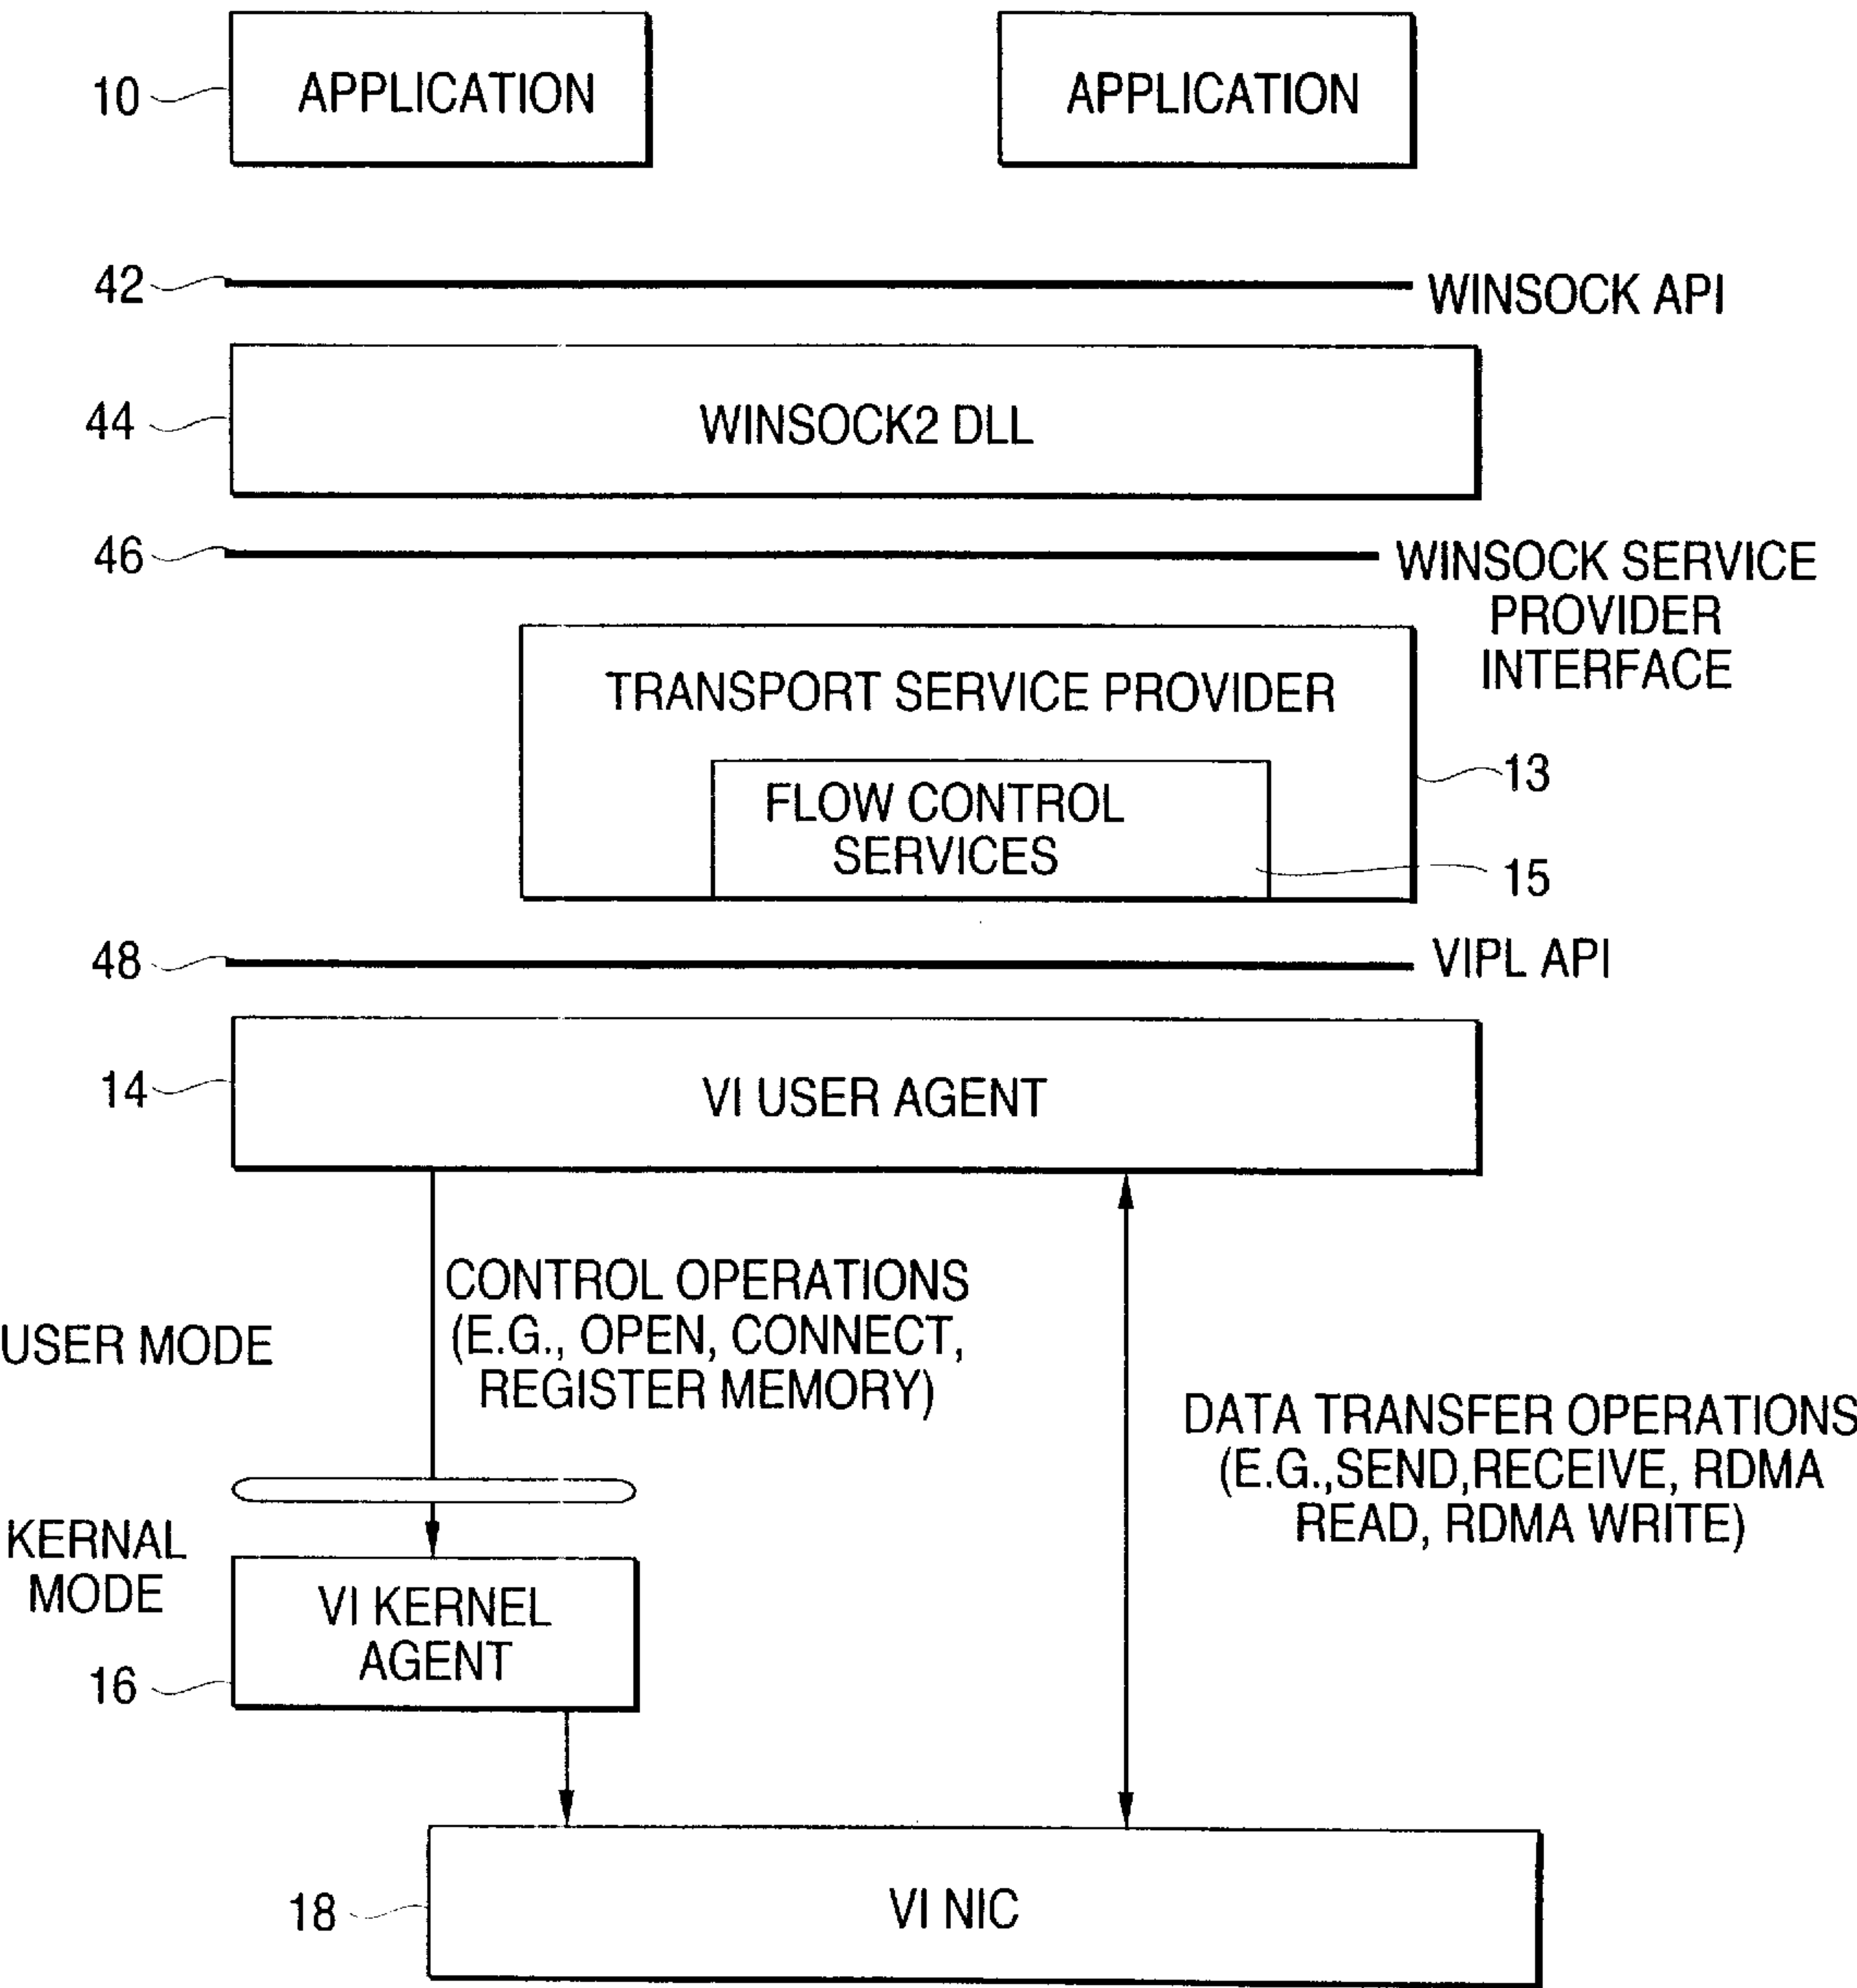 10
APPLICATION
APPLICATION
42
WINSOCK API
44
WINSOCK2 DLL
46
WINSOCK SERVICE
PROVIDER
INTERFACE
TRANSPORT SERVICE PROVIDER
13
FLOW CONTROL
SERVICES
15
48
VIPL API
14
VI USER AGENT
CONTROL OPERATIONS
(E.G., OPEN, CONNECT,
REGISTER MEMORY)
USER MODE
DATA TRANSFER OPERATIONS
(E.G.,SEND,RECEIVE, RDMA
READ, RDMA WRITE)
KERNAL
MODE
VI KERNEL
AGENT
16
18
VI NIC